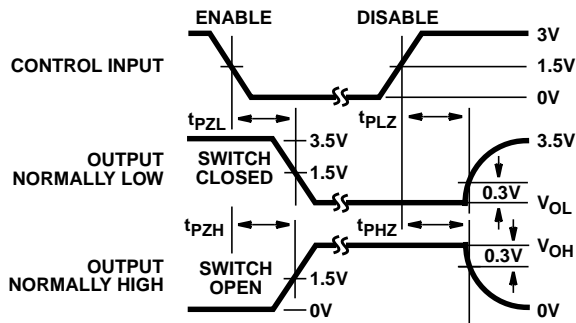 ENABLE DISABLE
3V
CONTROL INPUT 1.5V
0V
tPZL tPLZ
3.5V 3.5V
OUTPUT
NORMALLY LOW
SWITCH
CLOSED
1.5V
0.3V
VOL
tPZH tPHZ
VOH
0.3V
OUTPUT
NORMALLY HIGH
SWITCH
OPEN
1.5V
0V 0V